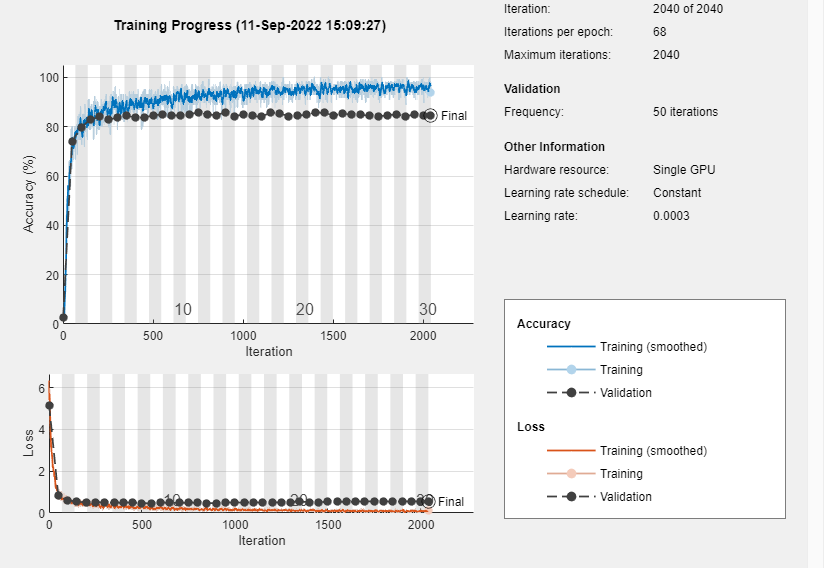 Training Progress (11-Sep-2022 15:09:27)
Iteration: 2040 of 2040
Iterations per epoch: 68
Maximum iterations: 2040
Validation
Frequency: 50 iterations
Other Information
Hardware resource: Single GPU
Learning rate schedule: Constant
Learning rate: 0.0003
Accuracy (%)
100
80
60
40
20
0
Final
10 20 30
0 500 1000 1500 2000
Iteration
Loss
6
4
2
0
10 20 30
Final
0 500 1000 1500 2000
Iteration
Accuracy
Training (smoothed)
Training
Validation
Loss
Training (smoothed)
Training
Validation